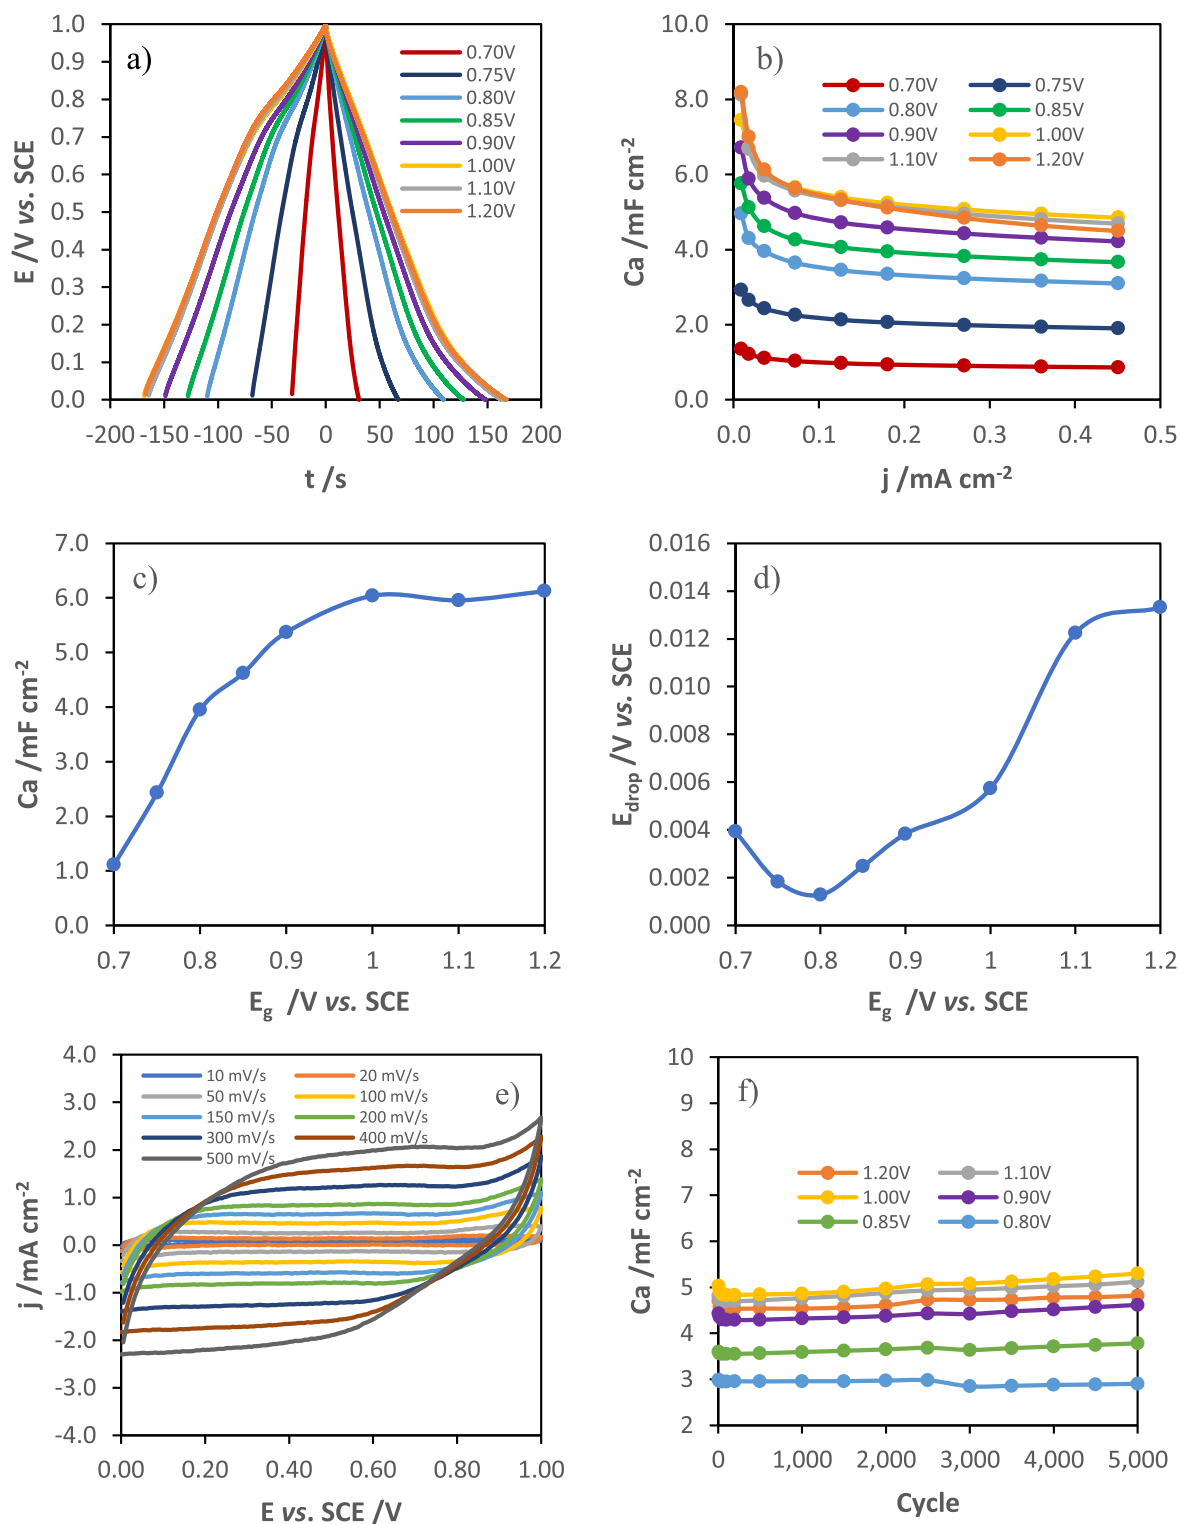 a)
1.0
0.9
0.8
0.7
0.6
0.5
0.4
0.3
0.2
0.1
0.0
E /V vs. SCE
0.70V
0.75V
0.80V
0.85V
0.90V
1.00V
1.10V
1.20V
-200 -150 -100 -50 0 50 100 150 200
t /s
b)
10.0
8.0
6.0
4.0
2.0
0.0
Ca /mF cm-2
0.70V 0.75V
0.80V 0.85V
0.90V 1.00V
1.10V 1.20V
0.0 0.1 0.2 0.3 0.4 0.5
j /mA cm-2
c)
7.0
6.0
5.0
4.0
3.0
2.0
1.0
0.0
Ca /mF cm-2
0.7 0.8 0.9 1 1.1 1.2
Eg /V vs. SCE
d)
0.016
0.014
0.012
0.010
0.008
0.006
0.004
0.002
0.000
Edrop /V vs. SCE
0.7 0.8 0.9 1 1.1 1.2
Eg /V vs. SCE
e)
4.0
3.0
2.0
1.0
0.0
-1.0
-2.0
-3.0
-4.0
j /mA cm-2
10 mV/s 20 mV/s
50 mV/s 100 mV/s
150 mV/s 200 mV/s
300 mV/s 400 mV/s
500 mV/s
0.00 0.20 0.40 0.60 0.80 1.00
E vs. SCE /V
f)
10
9
8
7
6
5
4
3
2
Ca /mF cm-2
1.20V 1.10V
1.00V 0.90V
0.85V 0.80V
0 1,000 2,000 3,000 4,000 5,000
Cycle